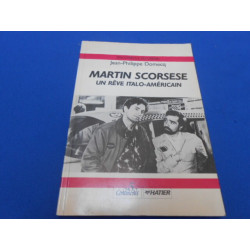 Jean-Philippe Domecq
MARTIN SCORSESE
UN RÊVE ITALO-AMÉRICAIN
HATIER